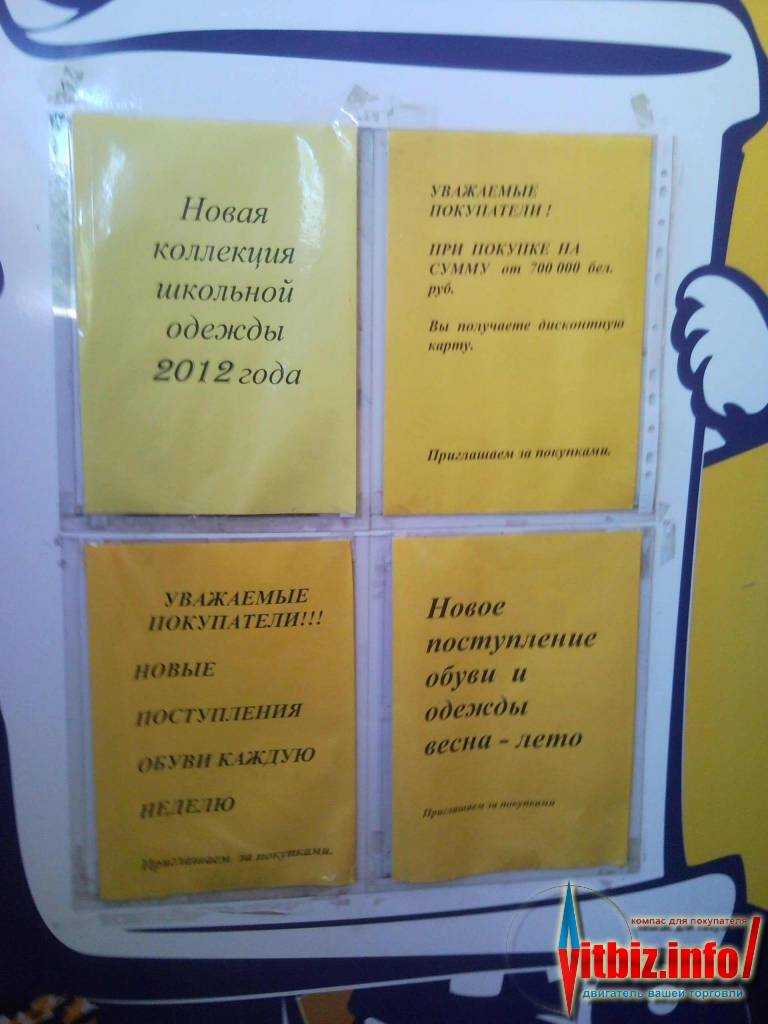 Новая
коллекция
школьной
одежды
2012 года
УВАЖАЕМЫЕ
ПОКУПАТЕЛИ !
ПРИ ПОКУПКЕ НА
СУММУ от 700 000 бел.
руб.
Вы получаете дисконтную
карту.
Приглашаем за покупками.
УВАЖАЕМЫЕ
ПОКУПАТЕЛИ!!!
НОВЫЕ
ПОСТУПЛЕНИЯ
ОБУВИ КАЖДУЮ
НЕДЕЛЮ
Приглашаем за покупками.
Новое
поступление
обуви и
одежды
весна - лето
Приглашаем за покупками
компас для покупателя
vitbiz.info!
двигатель вашей торговли